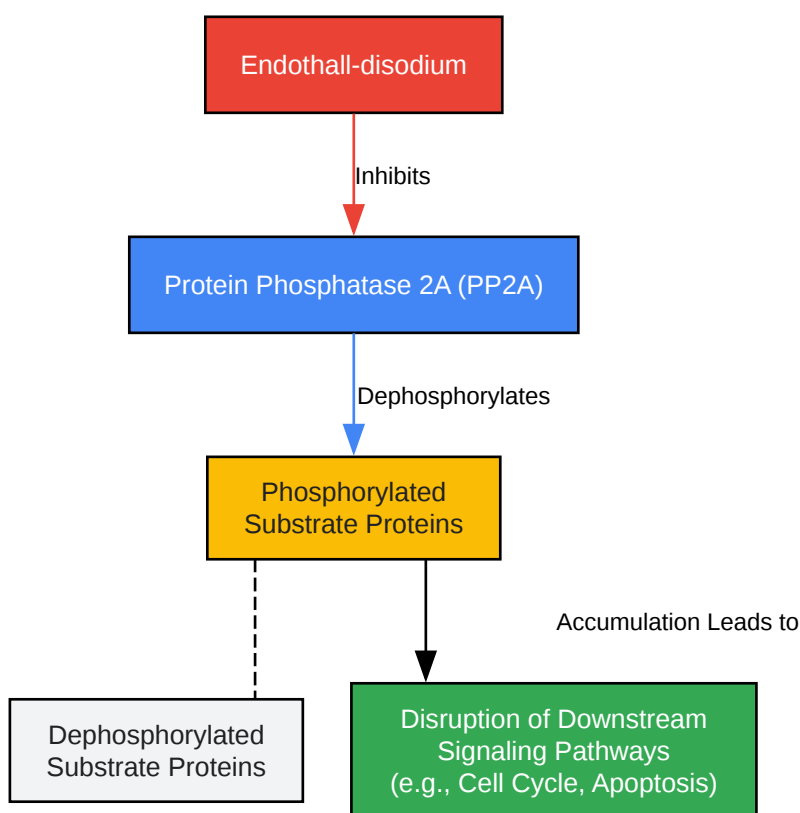 Endothall-disodium
Inhibits
Protein Phosphatase 2A (PP2A)
Dephosphorylates
Phosphorylated
Substrate Proteins
Accumulation Leads to
Dephosphorylated
Substrate Proteins
Disruption of Downstream
Signaling Pathways
(e.g., Cell Cycle, Apoptosis)